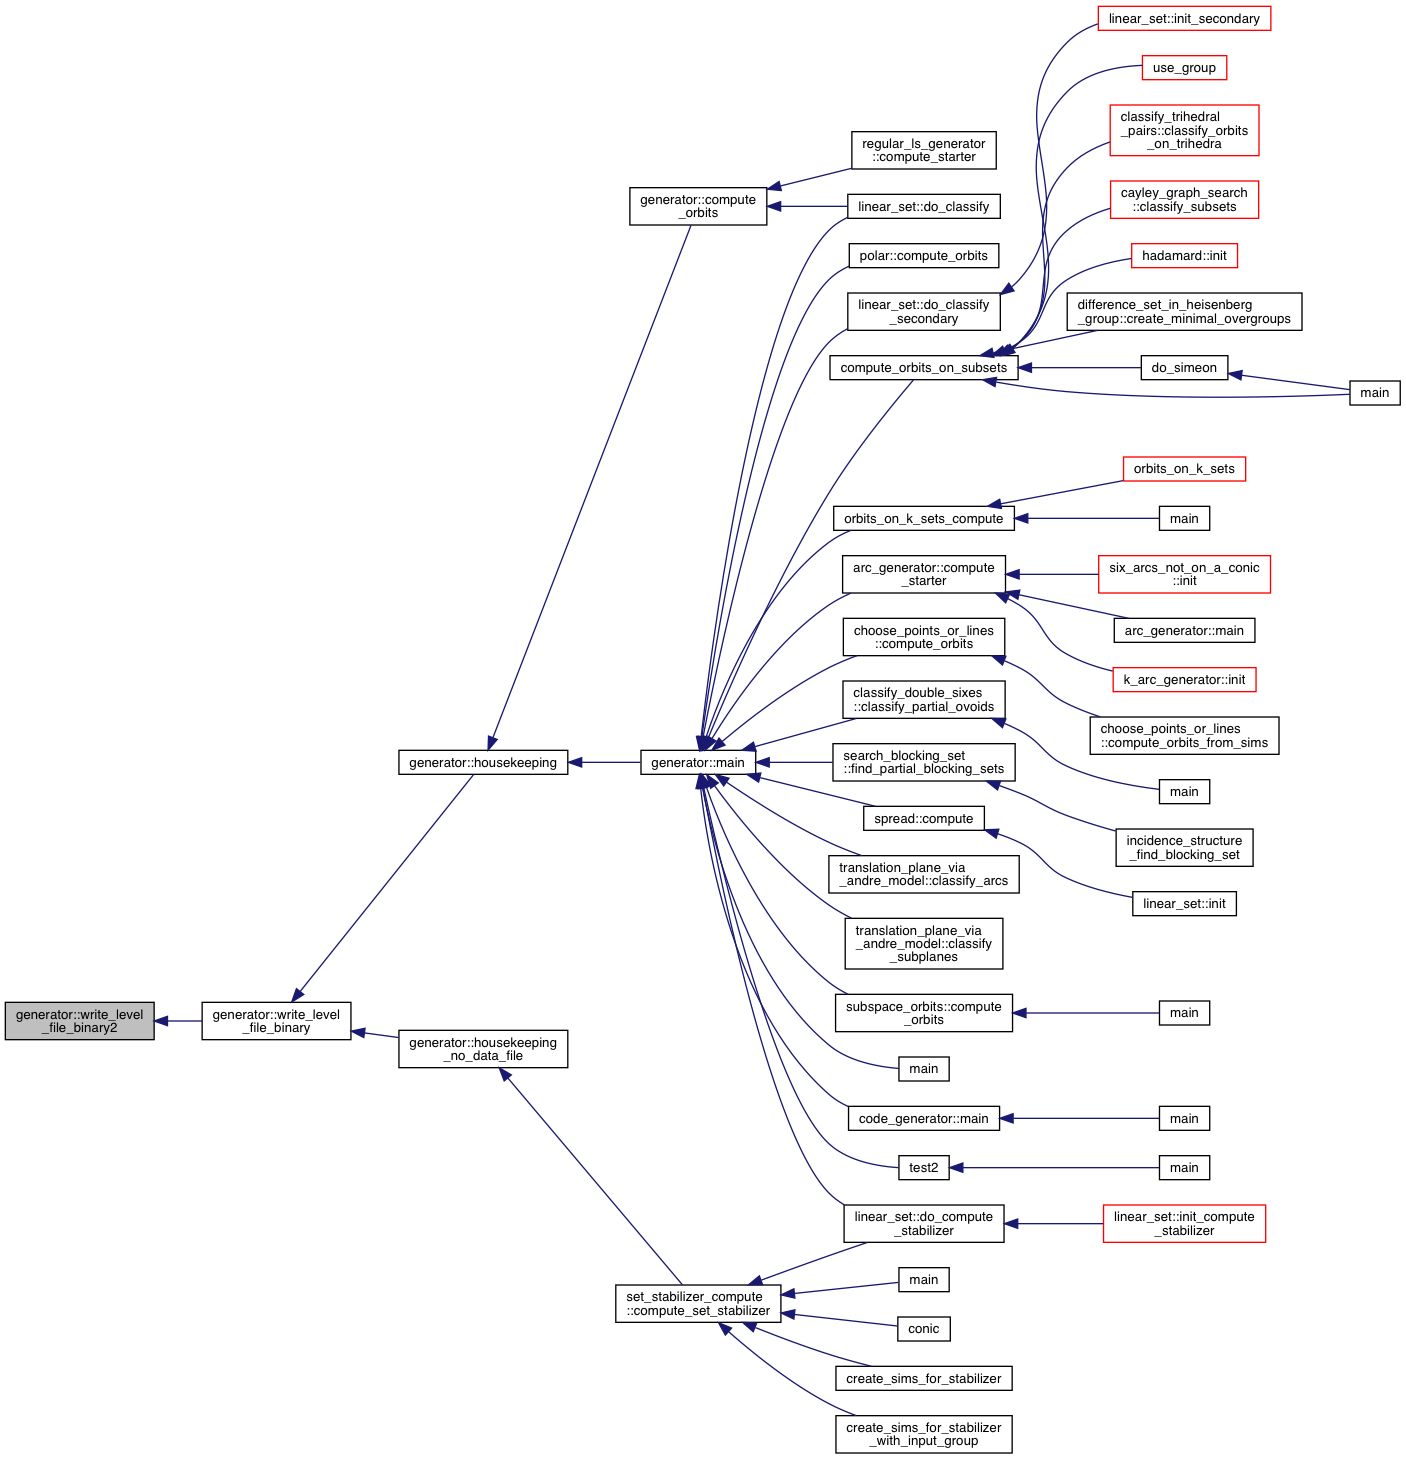 linear_set::init_secondary
use_group
classify_trihedral
_pairs::classify_orbits
_on_trihedra
regular_ls_generator
::compute_starter
cayley_graph_search
::classify_subsets
generator::compute
_orbits
linear_set::do_classify
polar::compute_orbits
hadamard::init
linear_set::do_classify
_secondary
difference_set_in_heisenberg
_group::create_minimal_overgroups
compute_orbits_on_subsets
do_simeon
main
orbits_on_k_sets
orbits_on_k_sets_compute
main
arc_generator::compute
_starter
six_arcs_not_on_a_conic
::init
choose_points_or_lines
::compute_orbits
arc_generator::main
k_arc_generator::init
classify_double_sixes
::classify_partial_ovoids
choose_points_or_lines
::compute_orbits_from_sims
generator::housekeeping
generator::main
search_blocking_set
::find_partial_blocking_sets
main
spread::compute
incidence_structure
_find_blocking_set
translation_plane_via
_andre_model::classify_arcs
linear_set::init
translation_plane_via
_andre_model::classify
_subplanes
generator::write_level
_file_binary2
generator::write_level
_file_binary
subspace_orbits::compute
_orbits
main
generator::housekeeping
_no_data_file
main
code_generator::main
main
test2
main
linear_set::do_compute
_stabilizer
linear_set::init_compute
_stabilizer
set_stabilizer_compute
::compute_set_stabilizer
main
conic
create_sims_for_stabilizer
create_sims_for_stabilizer
_with_input_group